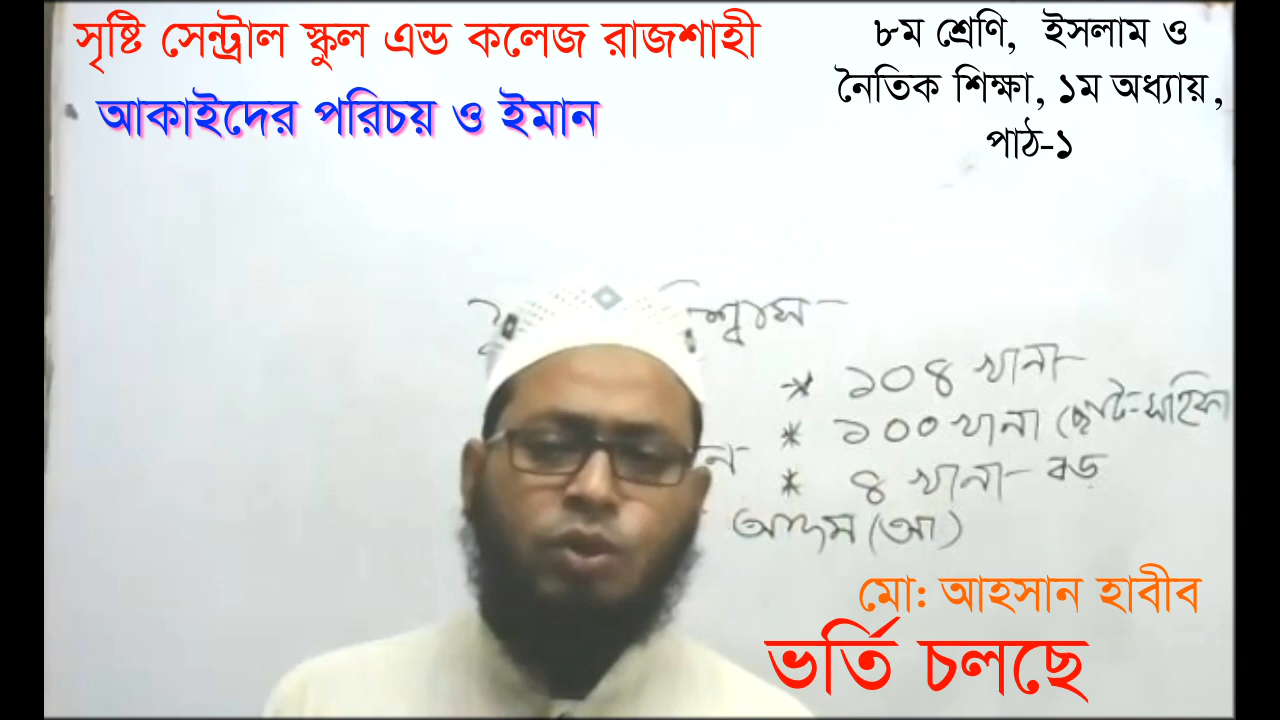 সৃষ্টি সেন্ট্রাল স্কুল এন্ড কলেজ রাজশাহী
আকাইদের পরিচয় ও ইমান
৮ম শ্রেণি, ইসলাম ও
নৈতিক শিক্ষা, ১ম অধ্যায়,
পাঠ-১
* ১০৪ খানা
* ১০০ খানা ছোট-সহিফা
* ৪ খানা- বড়
আদম (আ)
মো: আহসান হাবীব
ভর্তি চলছে